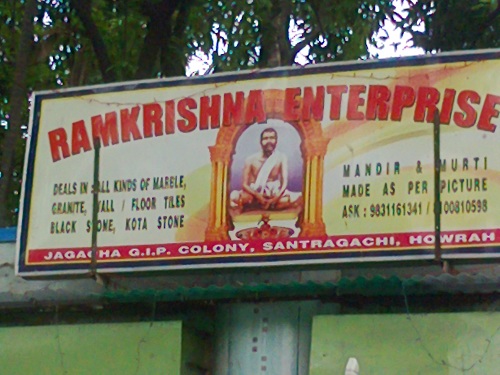 RAMKRISHNA ENTERPRISE
DEALS IN : ALL KINDS OF MARBLE,
GRANITE, WALL / FLOOR TILES
BLACK STONE, KOTA STONE
MANDIR & MURTI
MADE AS PER PICTURE
ASK : 9831161341 /
JAGACHA G.I.P. COLONY, SANTRAGACHI, HOWRAH